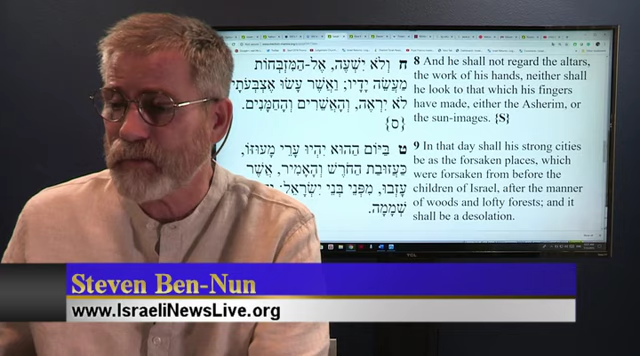 ח וְלֹא יִשְׁעֶה, אֶל-הַמִּזְבְּחוֹת
מַעֲשֵׂה יָדָיו; וַאֲשֶׁר עָשׂוּ אֶצְבְּעֹתָיו
לֹא יִרְאֶה, וְהָאֲשֵׁרִים וְהָחַמָּנִים.
{ס}
8 And he shall not regard the altars,
the work of his hands, neither shall
he look to that which his fingers
have made, either the Asherim, or
the sun-images. {S}
ט בַּיּוֹם הַהוּא יִהְיוּ עָרֵי מָעוּזּוֹ,
כַּעֲזוּבַת הַחֹרֶשׁ וְהָאָמִיר, אֲשֶׁר
עָזְבוּ, מִפְּנֵי בְּנֵי יִשְׂרָאֵל;
שְׁמָמָה.
9 In that day shall his strong cities
be as the forsaken places, which
were forsaken from before the
children of Israel, after the manner
of woods and lofty forests; and it
shall be a desolation.
TCL
Steven Ben-Nun
www.IsraeliNewsLive.org